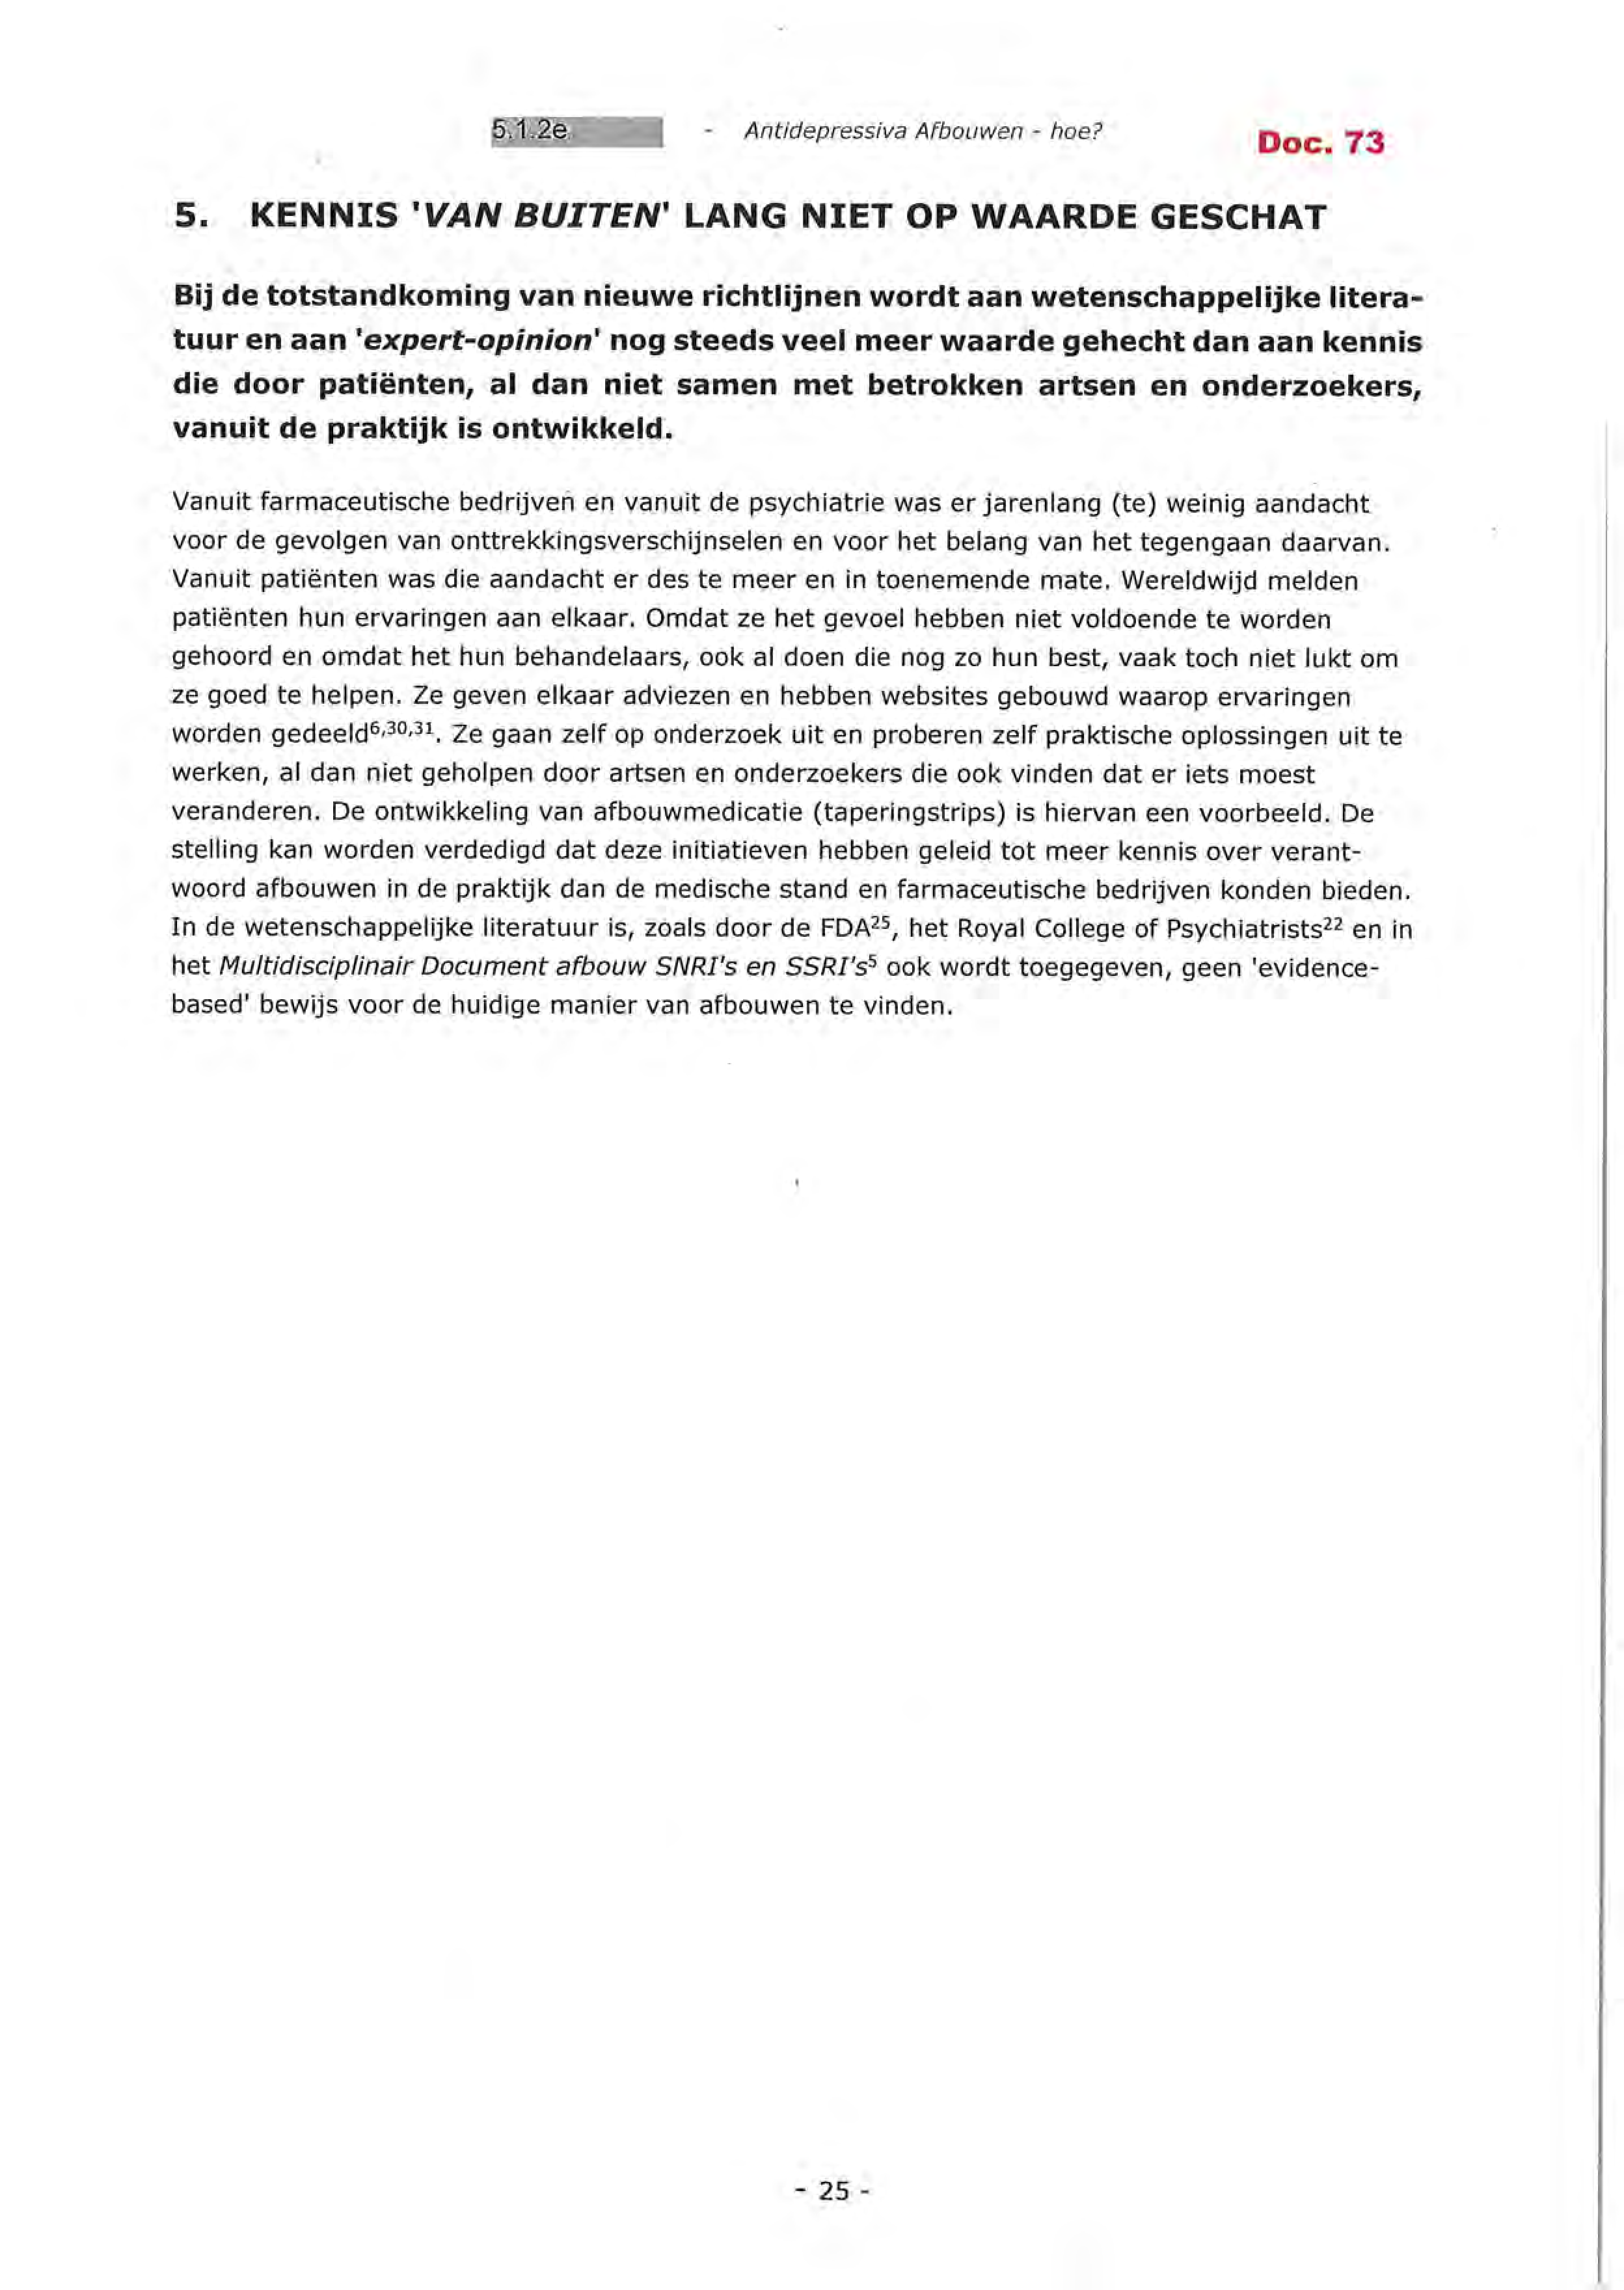 5.1.2e - Antidepressiva Afbouwen - hoe? Doc. 73
5. KENNIS 'VAN BUITEN' LANG NIET OP WAARDE GESCHAT
Bij de totstandkoming van nieuwe richtlijnen wordt aan wetenschappelijke litera-
tuur en aan 'expert-opinion' nog steeds veel meer waarde gehecht dan aan kennis
die door patiënten, al dan niet samen met betrokken artsen en onderzoekers,
vanuit de praktijk is ontwikkeld.
Vanuit farmaceutische bedrijven en vanuit de psychiatrie was er jarenlang (te) weinig aandacht
voor de gevolgen van onttrekkingsverschijnselen en voor het belang van het tegengaan daarvan.
Vanuit patiënten was die aandacht er des te meer en in toenemende mate. Wereldwijd melden
patiënten hun ervaringen aan elkaar. Omdat ze het gevoel hebben niet voldoende te worden
gehoord en omdat het hun behandelaars, ook al doen die nog zo hun best, vaak toch niet lukt om
ze goed te helpen. Ze geven elkaar adviezen en hebben websites gebouwd waarop ervaringen
worden gedeeld6,30,31. Ze gaan zelf op onderzoek uit en proberen zelf praktische oplossingen uit te
werken, al dan niet geholpen door artsen en onderzoekers die ook vinden dat er iets moest
veranderen. De ontwikkeling van afbouwmedicatie (taperingstrips) is hiervan een voorbeeld. De
stelling kan worden verdedigd dat deze initiatieven hebben geleid tot meer kennis over verant-
woord afbouwen in de praktijk dan de medische stand en farmaceutische bedrijven konden bieden.
In de wetenschappelijke literatuur is, zoals door de FDA25, het Royal College of Psychiatrists22 en in
het Multidisciplinair Document afbouw SNRI's en SSRI's5 ook wordt toegegeven, geen 'evidence-
based' bewijs voor de huidige manier van afbouwen te vinden.
- 25 -